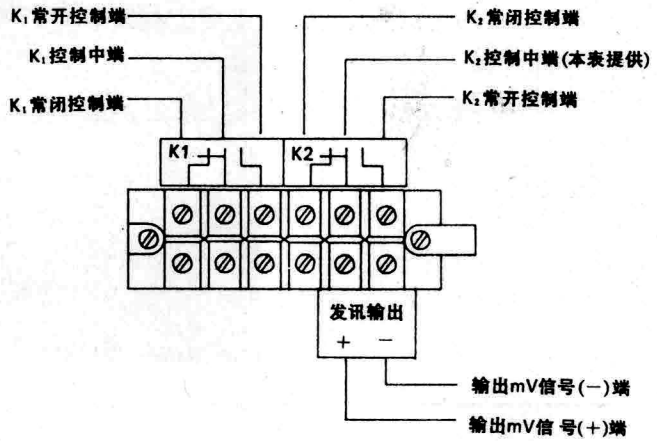 K₁常开控制端
K₁控制中端
K₁常闭控制端
K₂常闭控制端
K₂控制中端(本表提供)
K₂常开控制端
K1
K2
发讯输出
+ −
输出mV信号(−)端
输出mV信号(+)端